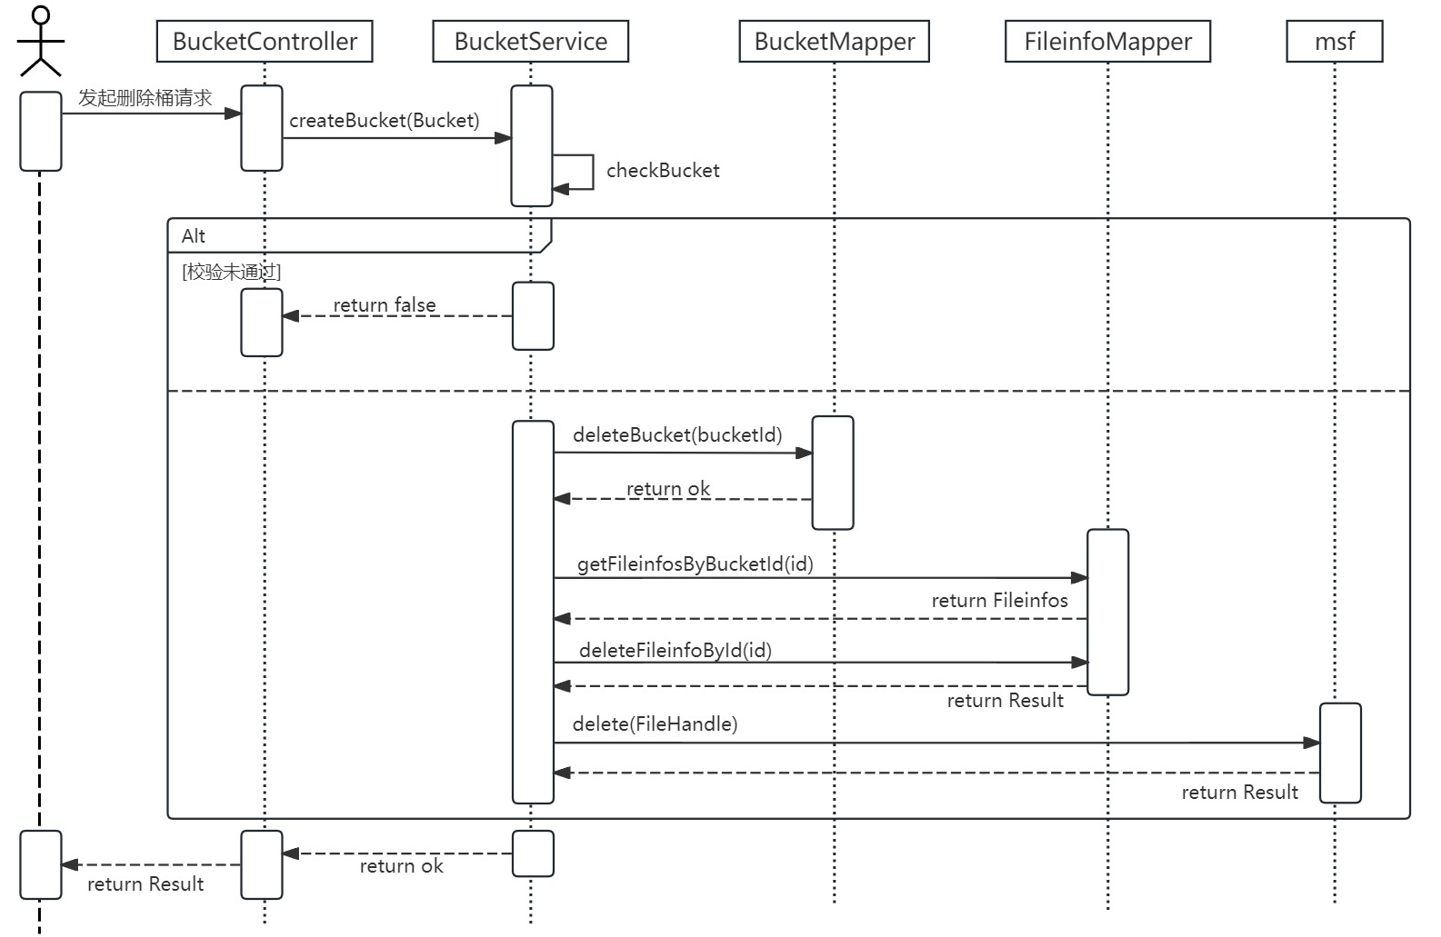 BucketController
BucketService
BucketMapper
FileinfoMapper
msf
发起删除桶请求
createBucket(Bucket)
checkBucket
Alt
[校验未通过]
return false
deleteBucket(bucketId)
return ok
getFileinfosByBucketId(id)
return Fileinfos
deleteFileinfoById(id)
return Result
delete(FileHandle)
return Result
return ok
return Result